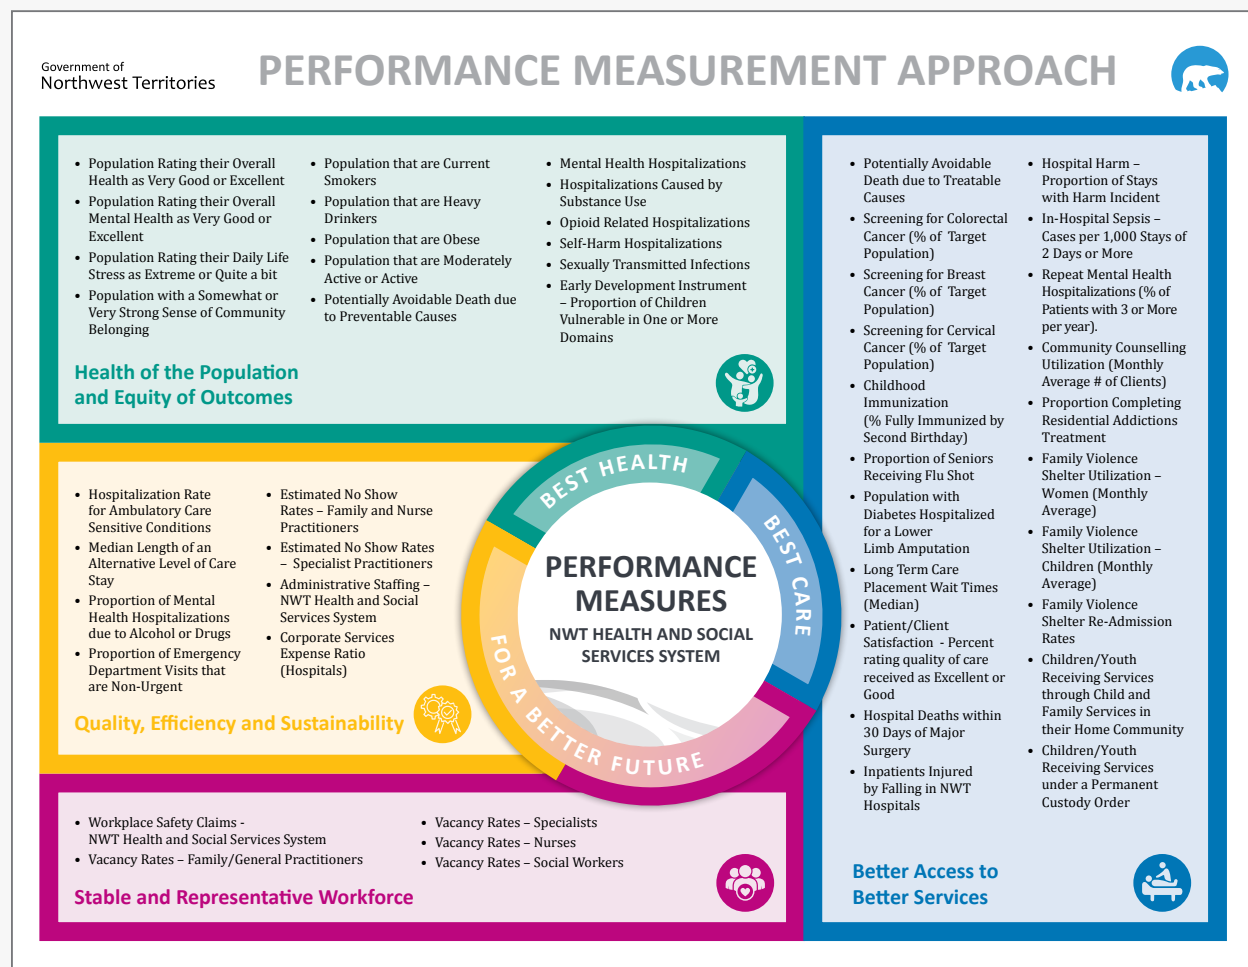 Government of
Northwest Territories
PERFORMANCE MEASUREMENT APPROACH
• Population Rating their Overall
Health as Very Good or Excellent
• Population Rating their Overall
Mental Health as Very Good or
Excellent
• Population Rating their Daily Life
Stress as Extreme or Quite a bit
• Population with a Somewhat or
Very Strong Sense of Community
Belonging
• Population that are Current
Smokers
• Population that are Heavy
Drinkers
• Population that are Obese
• Population that are Moderately
Active or Active
• Potentially Avoidable Death due
to Preventable Causes
• Mental Health Hospitalizations
• Hospitalizations Caused by
Substance Use
• Opioid Related Hospitalizations
• Self-Harm Hospitalizations
• Sexually Transmitted Infections
• Early Development Instrument
– Proportion of Children
Vulnerable in One or More
Domains
Health of the Population
and Equity of Outcomes
• Hospitalization Rate
for Ambulatory Care
Sensitive Conditions
• Median Length of an
Alternative Level of Care
Stay
• Proportion of Mental
Health Hospitalizations
due to Alcohol or Drugs
• Proportion of Emergency
Department Visits that
are Non-Urgent
• Estimated No Show
Rates – Family and Nurse
Practitioners
• Estimated No Show Rates
– Specialist Practitioners
• Administrative Staffing –
NWT Health and Social
Services System
• Corporate Services
Expense Ratio
(Hospitals)
Quality, Efficiency and Sustainability
BEST HEALTH
BEST CARE
FOR A BETTER FUTURE
PERFORMANCE
MEASURES
NWT HEALTH AND SOCIAL
SERVICES SYSTEM
• Workplace Safety Claims -
NWT Health and Social Services System
• Vacancy Rates – Family/General Practitioners
• Vacancy Rates – Specialists
• Vacancy Rates – Nurses
• Vacancy Rates – Social Workers
Stable and Representative Workforce
• Potentially Avoidable
Death due to Treatable
Causes
• Screening for Colorectal
Cancer (% of Target
Population)
• Screening for Breast
Cancer (% of Target
Population)
• Screening for Cervical
Cancer (% of Target
Population)
• Childhood
Immunization
(% Fully Immunized by
Second Birthday)
• Proportion of Seniors
Receiving Flu Shot
• Population with
Diabetes Hospitalized
for a Lower
Limb Amputation
• Long Term Care
Placement Wait Times
(Median)
• Patient/Client
Satisfaction - Percent
rating quality of care
received as Excellent or
Good
• Hospital Deaths within
30 Days of Major
Surgery
• Inpatients Injured
by Falling in NWT
Hospitals
• Hospital Harm –
Proportion of Stays
with Harm Incident
• In-Hospital Sepsis –
Cases per 1,000 Stays of
2 Days or More
• Repeat Mental Health
Hospitalizations (% of
Patients with 3 or More
per year).
• Community Counselling
Utilization (Monthly
Average # of Clients)
• Proportion Completing
Residential Addictions
Treatment
• Family Violence
Shelter Utilization –
Women (Monthly
Average)
• Family Violence
Shelter Utilization –
Children (Monthly
Average)
• Family Violence
Shelter Re-Admission
Rates
• Children/Youth
Receiving Services
through Child and
Family Services in
their Home Community
• Children/Youth
Receiving Services
under a Permanent
Custody Order
Better Access to
Better Services